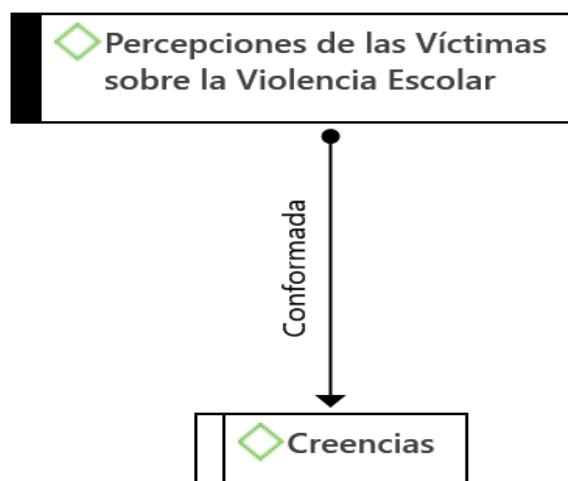 Percepciones de las Víctimas
sobre la Violencia Escolar
Conformada
Creencias